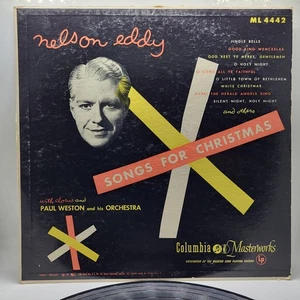 ML 4442
nelson eddy
JINGLE BELLS
GOOD KING WENCESLAS
GOD REST YE MERRY, GENTLEMEN
O HOLY NIGHT
O COME ALL YE FAITHFUL
O LITTLE TOWN OF BETHLEHEM
WHITE CHRISTMAS
HARK! THE HERALD ANGELS SING
SILENT NIGHT, HOLY NIGHT
and others
SONGS FOR CHRISTMAS
with chorus and
PAUL WESTON and his ORCHESTRA
Columbia Masterworks
LP